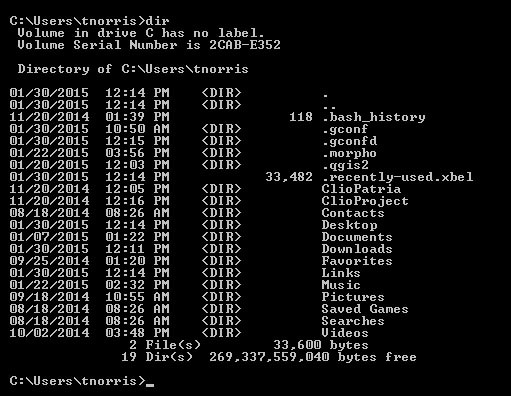 C:\Users\tnorris>dir
 Volume in drive C has no label.
 Volume Serial Number is 2CAB-E352

 Directory of C:\Users\tnorris

01/30/2015  12:14 PM    <DIR>          .
01/30/2015  12:14 PM    <DIR>          ..
11/20/2014  01:39 PM               118 .bash_history
01/30/2015  10:50 AM    <DIR>          .gconf
01/30/2015  12:15 PM    <DIR>          .gconfd
01/22/2015  03:56 PM    <DIR>          .morpho
01/20/2015  12:03 PM    <DIR>          .qgis2
01/30/2015  12:14 PM            33,482 .recently-used.xbel
11/20/2014  12:05 PM    <DIR>          ClioPatria
11/20/2014  12:16 PM    <DIR>          ClioProject
08/18/2014  08:26 AM    <DIR>          Contacts
01/30/2015  12:14 PM    <DIR>          Desktop
01/07/2015  01:22 PM    <DIR>          Documents
01/30/2015  12:11 PM    <DIR>          Downloads
09/25/2014  01:20 PM    <DIR>          Favorites
01/30/2015  12:14 PM    <DIR>          Links
01/22/2015  02:32 PM    <DIR>          Music
09/18/2014  10:55 AM    <DIR>          Pictures
08/18/2014  08:26 AM    <DIR>          Saved Games
08/18/2014  08:26 AM    <DIR>          Searches
10/02/2014  03:48 PM    <DIR>          Videos
               2 File(s)         33,600 bytes
              19 Dir(s)  269,337,559,040 bytes free

C:\Users\tnorris>_